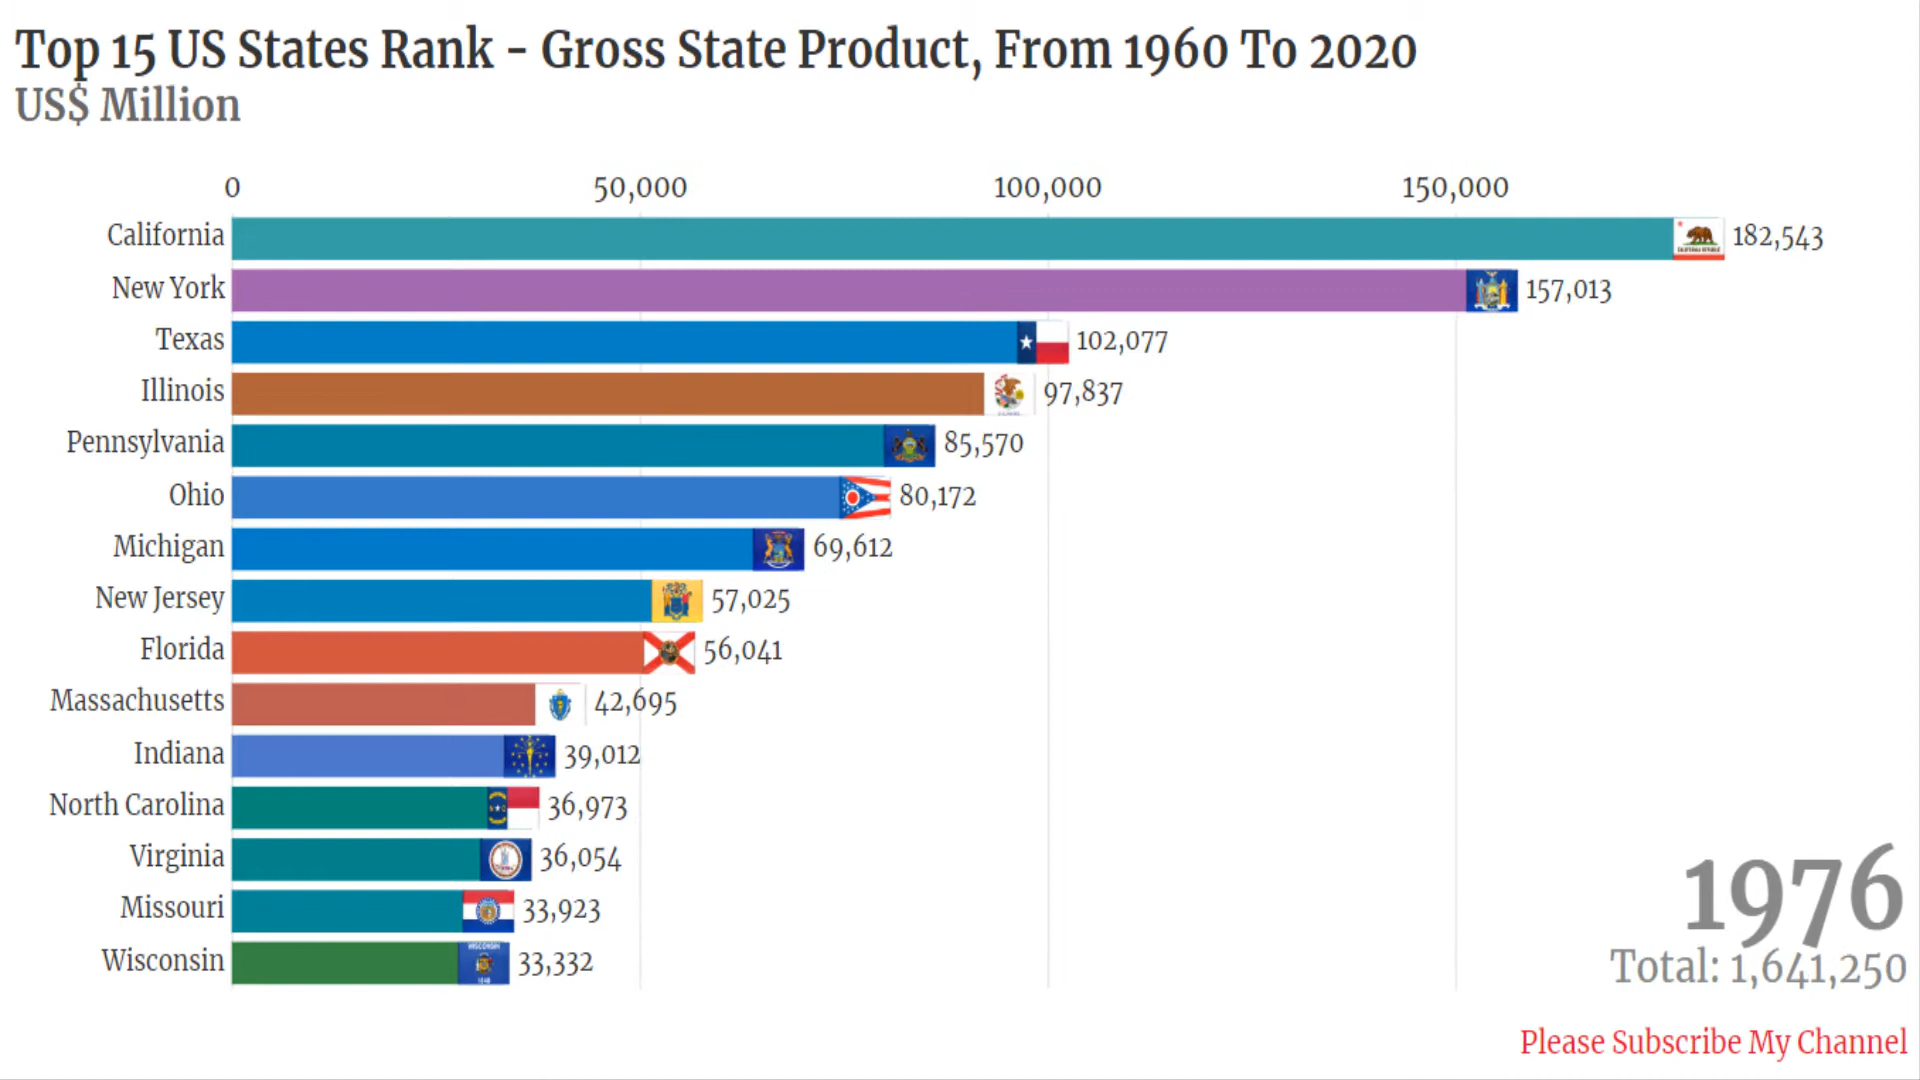 Top 15 US States Rank - Gross State Product, From 1960 To 2020
US$ Million
0 50,000 100,000 150,000
California 182,543
New York 157,013
Texas 102,077
Illinois 97,837
Pennsylvania 85,570
Ohio 80,172
Michigan 69,612
New Jersey 57,025
Florida 56,041
Massachusetts 42,695
Indiana 39,012
North Carolina 36,973
Virginia 36,054
Missouri 33,923
Wisconsin WISCONSIN 1848 33,332
1976
Total: 1,641,250
Please Subscribe My Channel